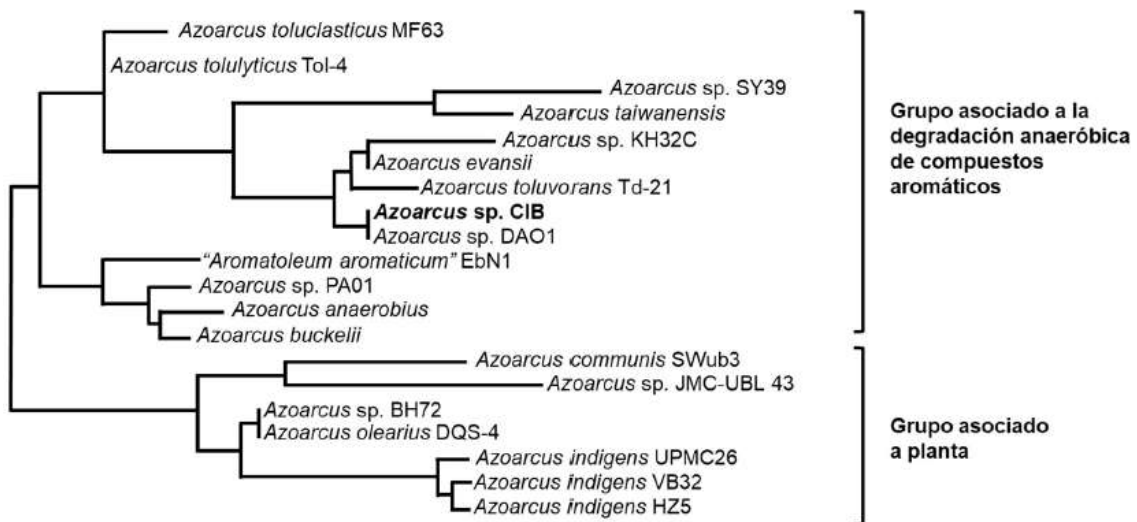 Azoarcus toluclasticus MF63
Azoarcus tolulyticus Tol-4
Azoarcus sp. SY39
Azoarcus taiwanensis
Azoarcus sp. KH32C
Azoarcus evansii
Azoarcus toluvorans Td-21
Azoarcus sp. CIB
Azoarcus sp. DAO1
“Aromatoleum aromaticum” EbN1
Azoarcus sp. PA01
Azoarcus anaerobius
Azoarcus buckelii
Grupo asociado a la
degradación anaeróbica
de compuestos
aromáticos
Azoarcus communis SWub3
Azoarcus sp. JMC-UBL 43
Azoarcus sp. BH72
Azoarcus olearius DQS-4
Azoarcus indigens UPMC26
Azoarcus indigens VB32
Azoarcus indigens HZ5
Grupo asociado
a planta